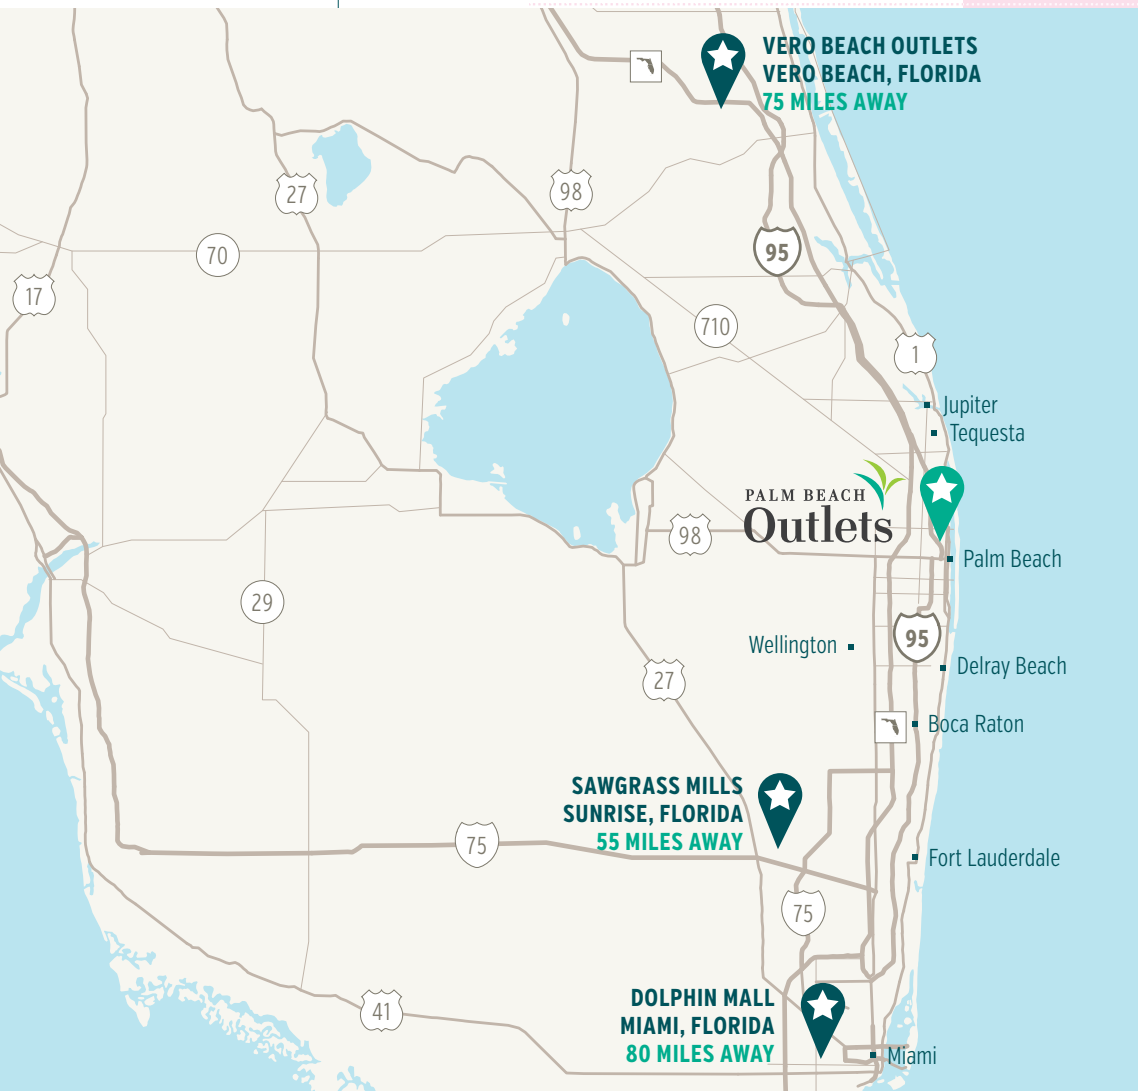 VERO BEACH OUTLETS
VERO BEACH, FLORIDA
75 MILES AWAY
27
98
70
95
17
710
1
Jupiter
Tequesta
PALM BEACH
Outlets
98
Palm Beach
29
95
Wellington
Delray Beach
27
Boca Raton
SAWGRASS MILLS
SUNRISE, FLORIDA
55 MILES AWAY
75
Fort Lauderdale
75
DOLPHIN MALL
MIAMI, FLORIDA
80 MILES AWAY
41
Miami